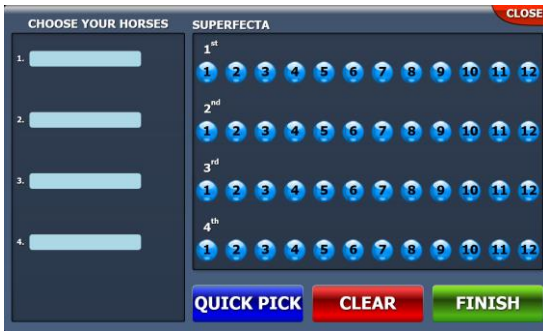 CLOSE
CHOOSE YOUR HORSES
SUPERFECTA
1.
2.
3.
4.
1st
1 2 3 4 5 6 7 8 9 10 11 12
2nd
1 2 3 4 5 6 7 8 9 10 11 12
3rd
1 2 3 4 5 6 7 8 9 10 11 12
4th
1 2 3 4 5 6 7 8 9 10 11 12
QUICK PICK
CLEAR
FINISH